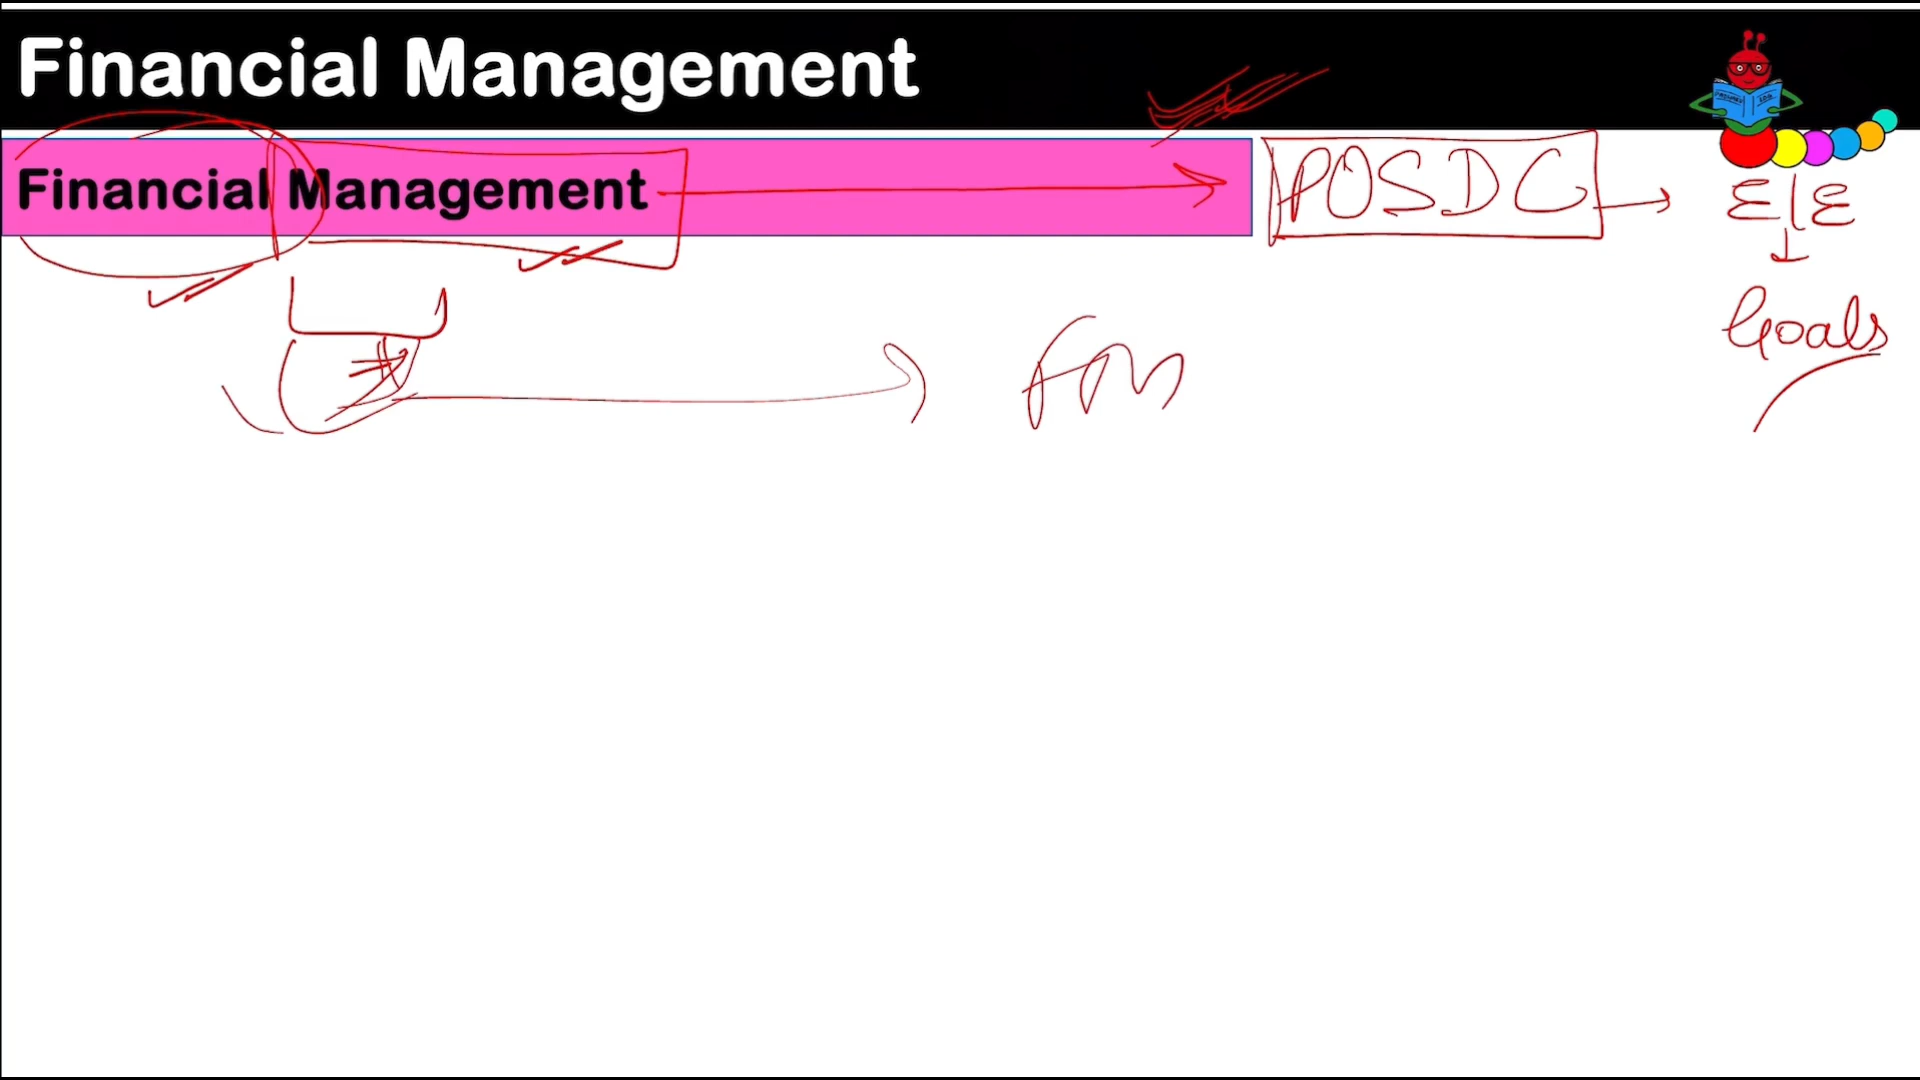 Financial Management
Financial Management POSDC E|E
Goals
FM